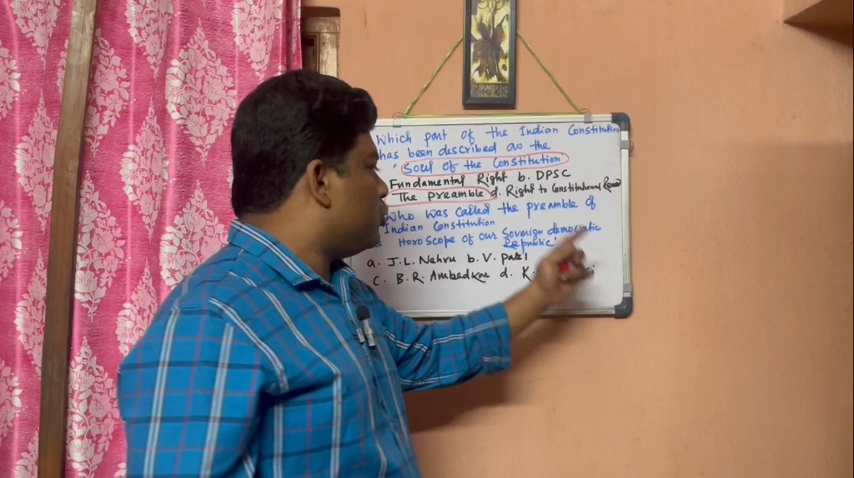 Which part of the Indian Constitution
has been described as the
'Soul of the Constitution'
Fundamental Right b. DPSC
The Preamble d. Right to Constitutional
Who was called the preamble of
Indian Constitution
Horoscope of our Sovereign democratic
Republic'
a. J.L. Nehru b. V. Patel
c. B.R. Ambedkar d. K.